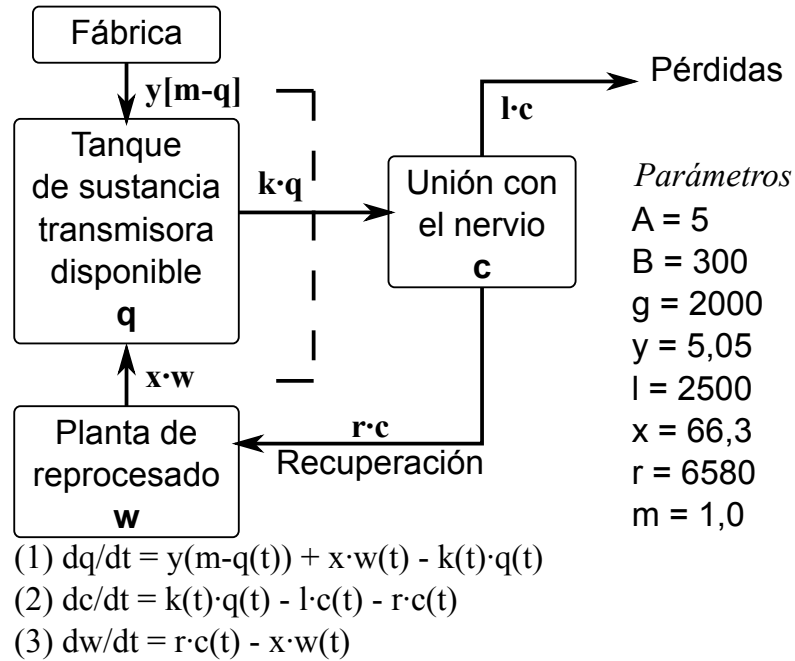 Fábrica
y[m-q]
Tanque
de sustancia
transmisora
disponible
q
k·q
Unión con
el nervio
c
l·c
Pérdidas
x·w
Planta de
reprocesado
w
r·c
Recuperación
Parámetros
A = 5
B = 300
g = 2000
y = 5,05
l = 2500
x = 66,3
r = 6580
m = 1,0
(1) dq/dt = y(m-q(t)) + x·w(t) - k(t)·q(t)
(2) dc/dt = k(t)·q(t) - l·c(t) - r·c(t)
(3) dw/dt = r·c(t) - x·w(t)